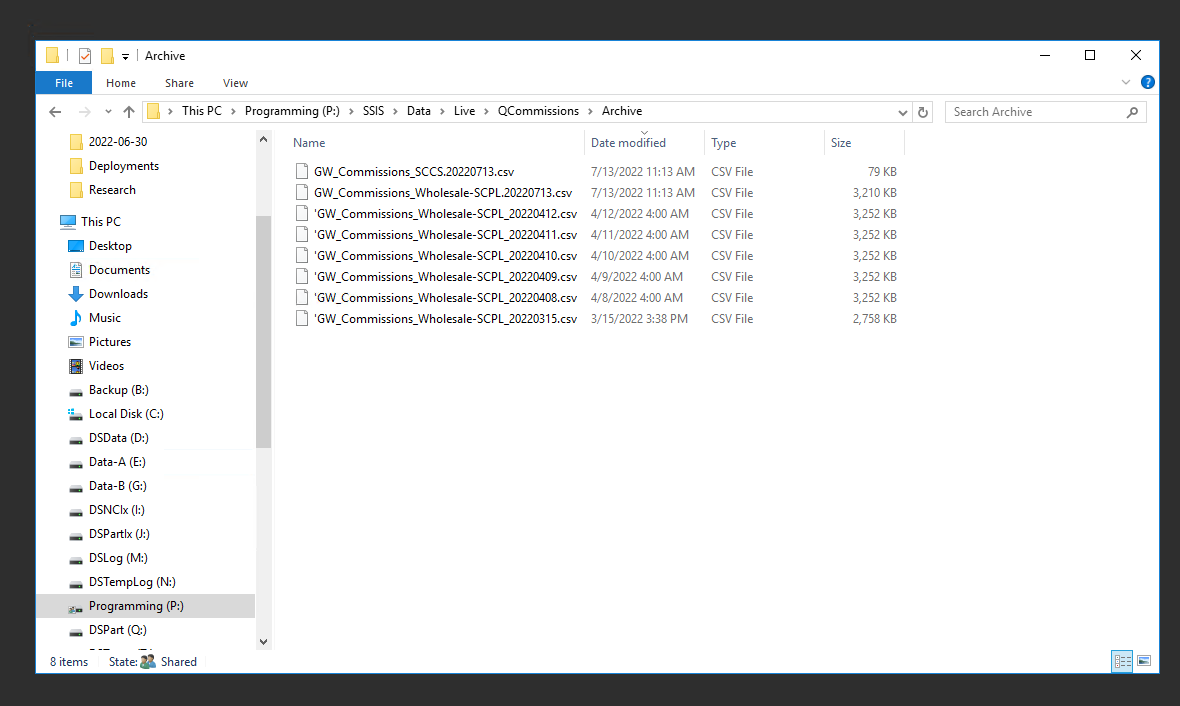 Archive
File Home Share View
This PC Programming (P:) SSIS Data Live QCommissions Archive
Search Archive
2022-06-30
Deployments
Research
This PC
Desktop
Documents
Downloads
Music
Pictures
Videos
Backup (B:)
Local Disk (C:)
DSData (D:)
Data-A (E:)
Data-B (G:)
DSNCIx (I:)
DSPartIx (J:)
DSLog (M:)
DSTempLog (N:)
Programming (P:)
DSPart (Q:)
Name Date modified Type Size
GW_Commissions_SCCS.20220713.csv 7/13/2022 11:13 AM CSV File 79 KB
GW_Commissions_Wholesale-SCPL.20220713.csv 7/13/2022 11:13 AM CSV File 3,210 KB
'GW_Commissions_Wholesale-SCPL_20220412.csv 4/12/2022 4:00 AM CSV File 3,252 KB
'GW_Commissions_Wholesale-SCPL_20220411.csv 4/11/2022 4:00 AM CSV File 3,252 KB
'GW_Commissions_Wholesale-SCPL_20220410.csv 4/10/2022 4:00 AM CSV File 3,252 KB
'GW_Commissions_Wholesale-SCPL_20220409.csv 4/9/2022 4:00 AM CSV File 3,252 KB
'GW_Commissions_Wholesale-SCPL_20220408.csv 4/8/2022 4:00 AM CSV File 3,252 KB
'GW_Commissions_Wholesale-SCPL_20220315.csv 3/15/2022 3:38 PM CSV File 2,758 KB
8 items State: Shared